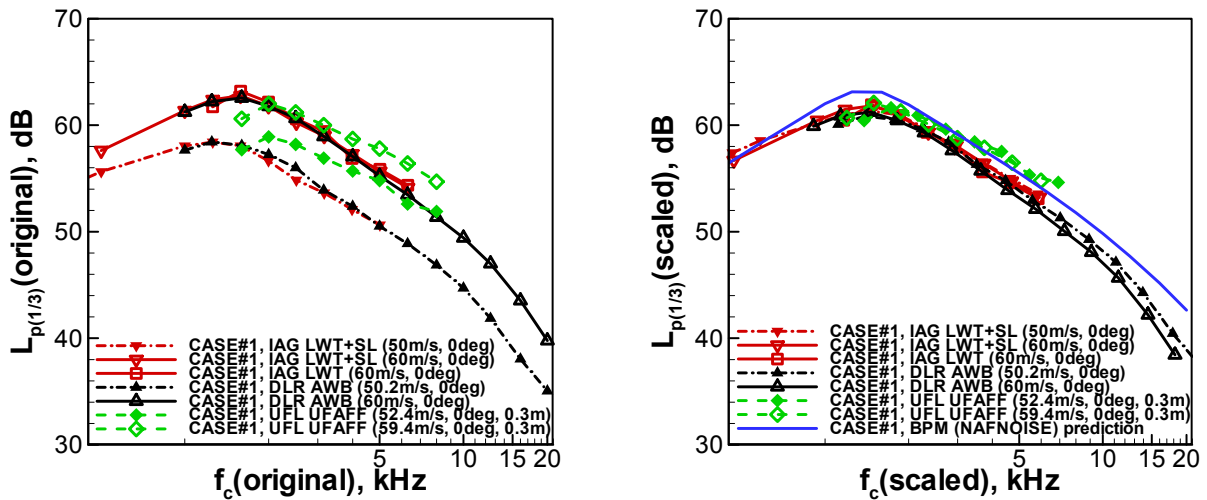 70
60
50
40
30
L_p(1/3)(original), dB
CASE#1, IAG LWT+SL (50m/s, 0deg)
CASE#1, IAG LWT+SL (60m/s, 0deg)
CASE#1, IAG LWT (60m/s, 0deg)
CASE#1, DLR AWB (50.2m/s, 0deg)
CASE#1, DLR AWB (60m/s, 0deg)
CASE#1, UFL UFAFF (52.4m/s, 0deg, 0.3m)
CASE#1, UFL UFAFF (59.4m/s, 0deg, 0.3m)
5 10 15 20
f_c(original), kHz
70
60
50
40
30
L_p(1/3)(scaled), dB
CASE#1, IAG LWT+SL (50m/s, 0deg)
CASE#1, IAG LWT+SL (60m/s, 0deg)
CASE#1, IAG LWT (60m/s, 0deg)
CASE#1, DLR AWB (50.2m/s, 0deg)
CASE#1, DLR AWB (60m/s, 0deg)
CASE#1, UFL UFAFF (52.4m/s, 0deg, 0.3m)
CASE#1, UFL UFAFF (59.4m/s, 0deg, 0.3m)
CASE#1, BPM (NAFNOISE) prediction
5 10 15 20
f_c(scaled), kHz